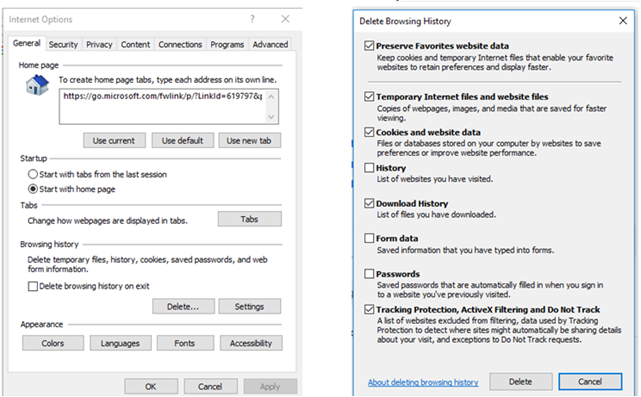 Internet Options
General Security Privacy Content Connections Programs Advanced
Home page
To create home page tabs, type each address on its own line.
https://go.microsoft.com/fwlink/p/?LinkId=619797&
Use current Use default Use new tab
Startup
Start with tabs from the last session
Start with home page
Tabs
Change how webpages are displayed in tabs. Tabs
Browsing history
Delete temporary files, history, cookies, saved passwords, and web
form information.
Delete browsing history on exit
Delete... Settings
Appearance
Colors Languages Fonts Accessibility
OK Cancel Apply
Delete Browsing History
Preserve Favorites website data
Keep cookies and temporary Internet files that enable your favorite
websites to retain preferences and display faster.
Temporary Internet files and website files
Copies of webpages, images, and media that are saved for faster
viewing.
Cookies and website data
Files or databases stored on your computer by websites to save
preferences or improve website performance.
History
List of websites you have visited.
Download History
List of files you have downloaded.
Form data
Saved information that you have typed into forms.
Passwords
Saved passwords that are automatically filled in when you sign in
to a website you've previously visited.
Tracking Protection, ActiveX Filtering and Do Not Track
A list of websites excluded from filtering, data used by Tracking
Protection to detect where sites might automatically be sharing details
about your visit, and exceptions to Do Not Track requests.
About deleting browsing history Delete Cancel